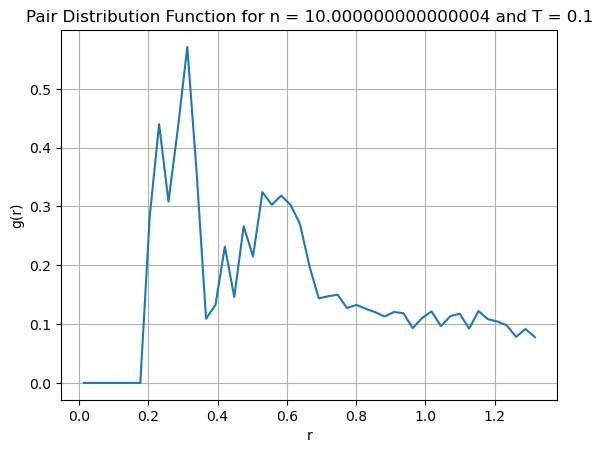 Pair Distribution Function for n = 10.000000000000004 and T = 0.1
g(r)
0.5
0.4
0.3
0.2
0.1
0.0
0.0 0.2 0.4 0.6 0.8 1.0 1.2
r